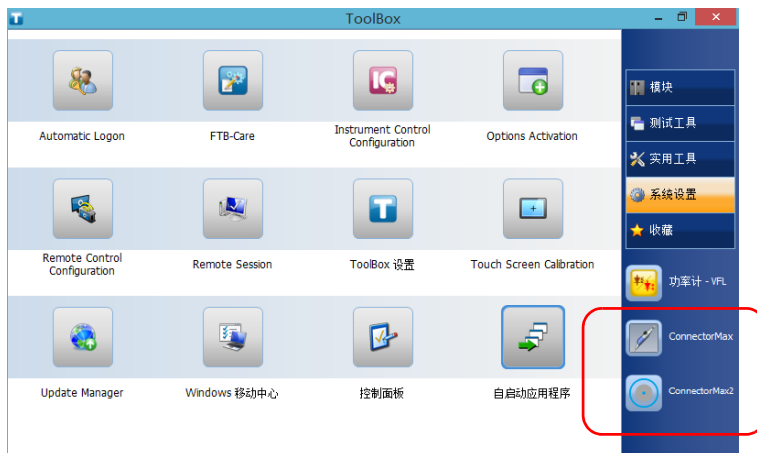 ToolBox
Automatic Logon
FTB-Care
Instrument Control
Configuration
Options Activation
Remote Control
Configuration
Remote Session
ToolBox 设置
Touch Screen Calibration
Update Manager
Windows 移动中心
控制面板
自启动应用程序
模块
测试工具
实用工具
系统设置
收藏
功率计 - VFL
ConnectorMax
ConnectorMax2